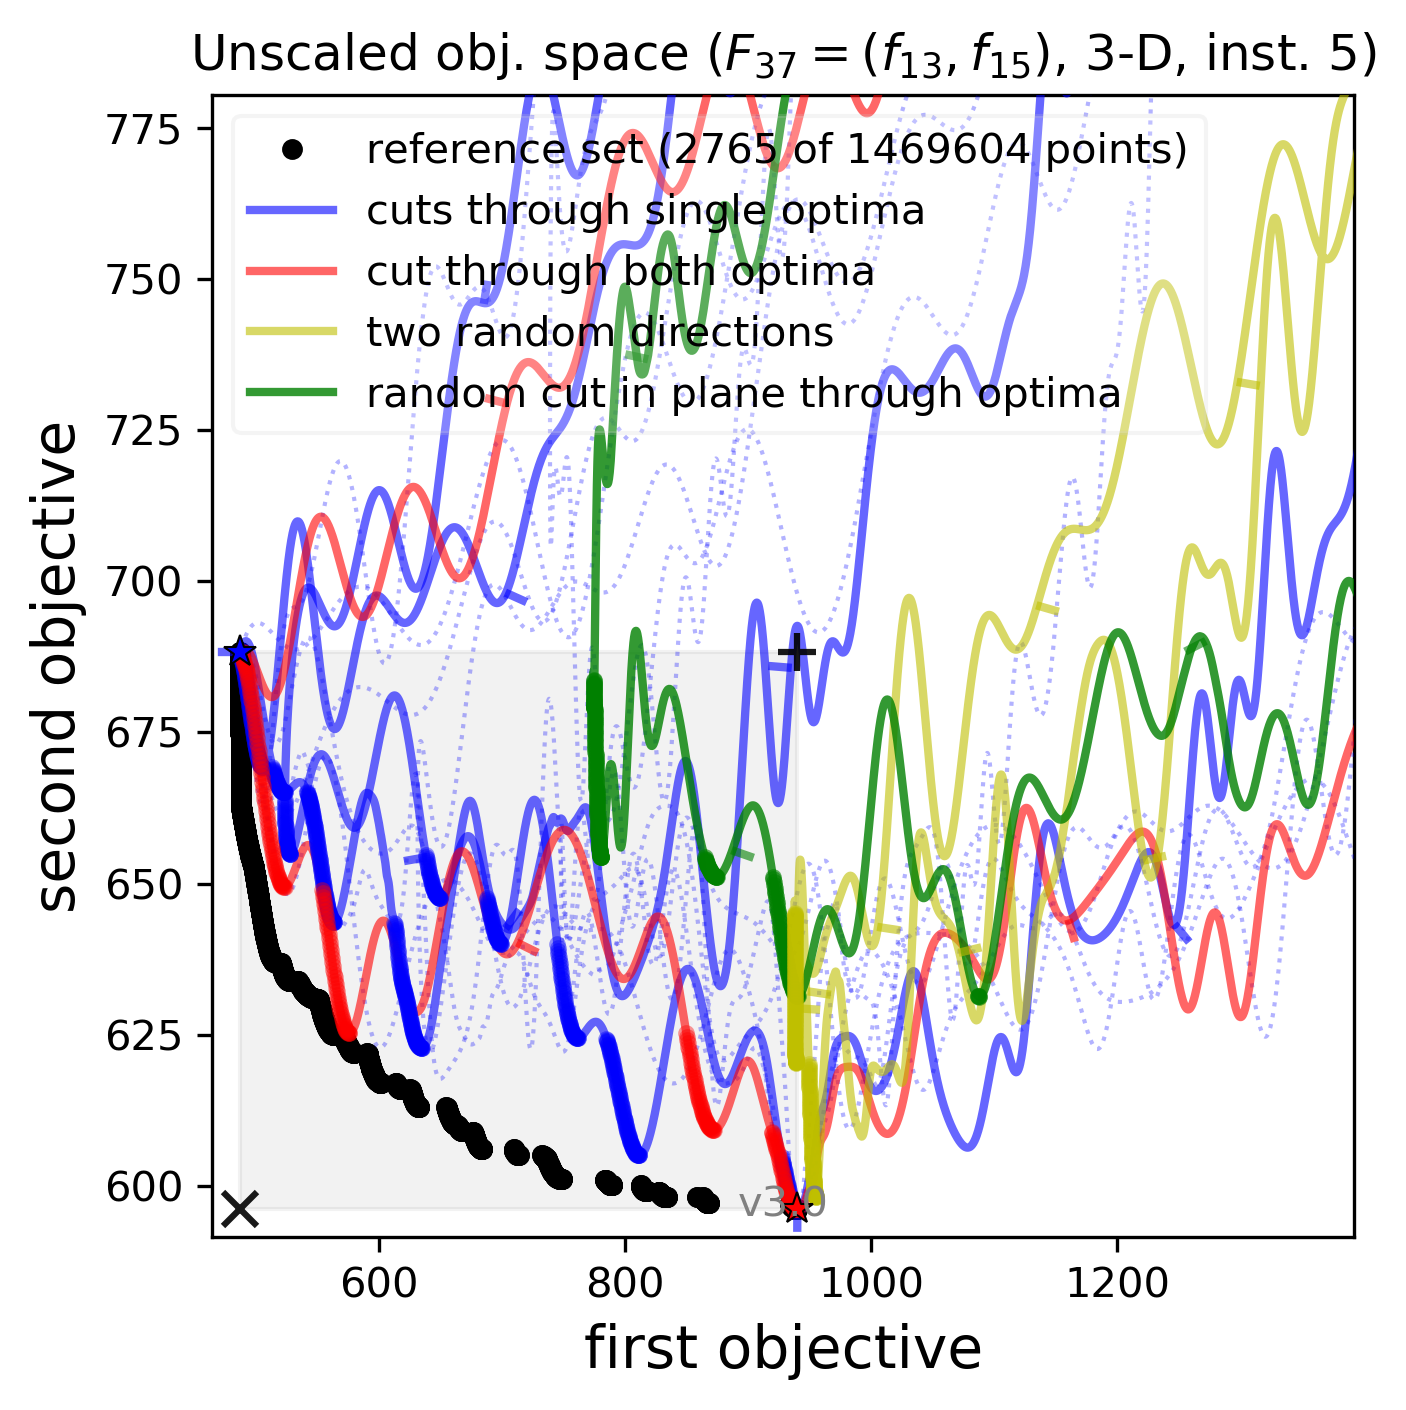 Unscaled obj. space (F₃₇ = (f₁₃, f₁₅), 3-D, inst. 5)
775
750
725
700
675
650
625
600
second objective
reference set (2765 of 1469604 points)
cuts through single optima
cut through both optima
two random directions
random cut in plane through optima
v3.0
600
800
1000
1200
first objective